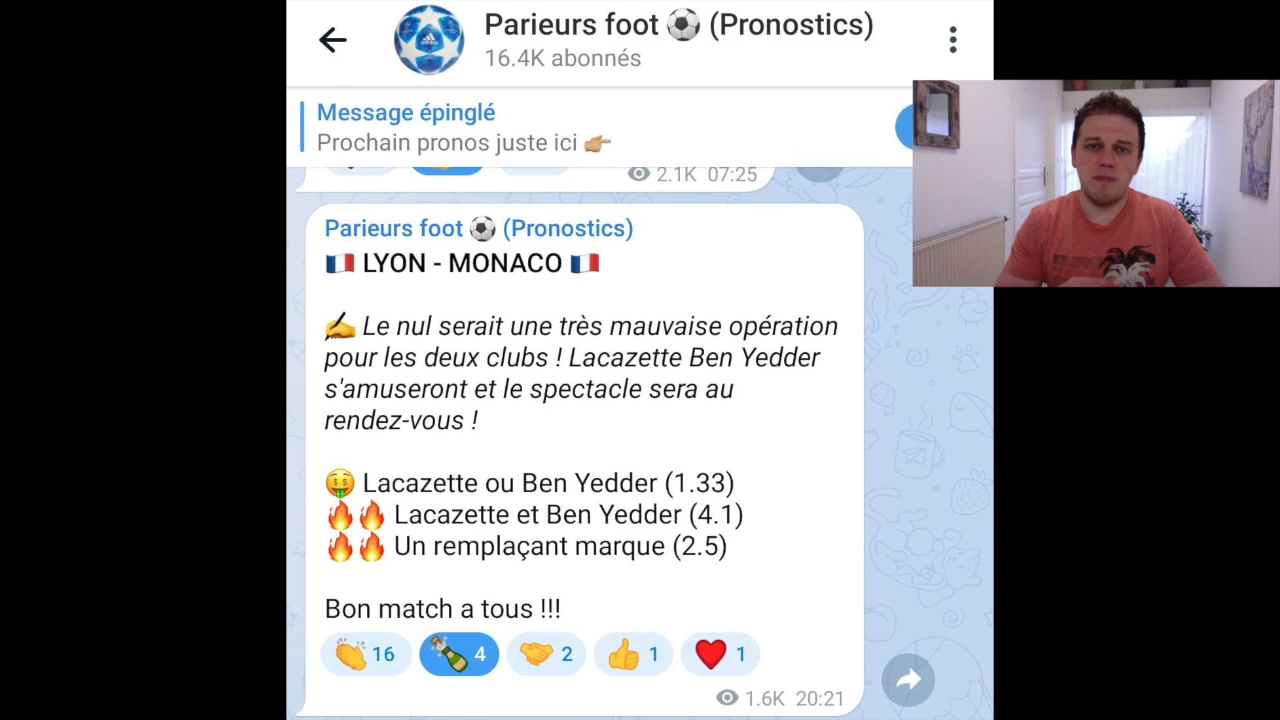 Parieurs foot ⚽ (Pronostics)
16.4K abonnés
Message épinglé
Prochain pronos juste ici 👉🏼
2.1K 07:25
Parieurs foot ⚽ (Pronostics)
🇫🇷 LYON - MONACO 🇫🇷
✍️ Le nul serait une très mauvaise opération
pour les deux clubs ! Lacazette Ben Yedder
s'amuseront et le spectacle sera au
rendez-vous !
🤑 Lacazette ou Ben Yedder (1.33)
🔥🔥 Lacazette et Ben Yedder (4.1)
🔥🔥 Un remplaçant marque (2.5)
Bon match a tous !!!
👏 16 🍾 4 🤝 2 👍 1 ❤️ 1
1.6K 20:21